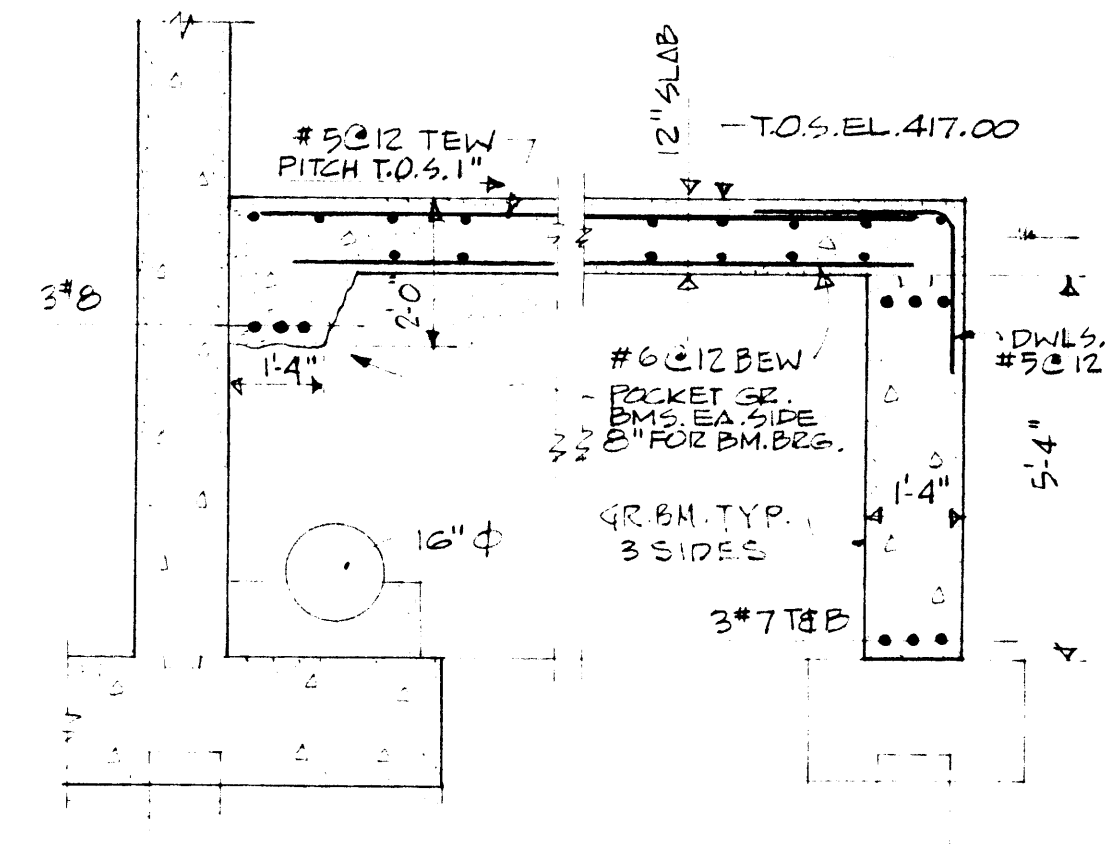 12" SLAB
#5@12 TEW
PITCH T.O.S. 1"
T.O.S. EL. 417.00
3#8
2'-0"
1'-4"
#6@12 BEW
POCKET GR.
BMS. EA. SIDE
8" FOR BM. BRG.
DWLS.
#5@12
5'-4"
1'-4"
GR. BM. TYP.
3 SIDES
16" ϕ
3#7 T&B